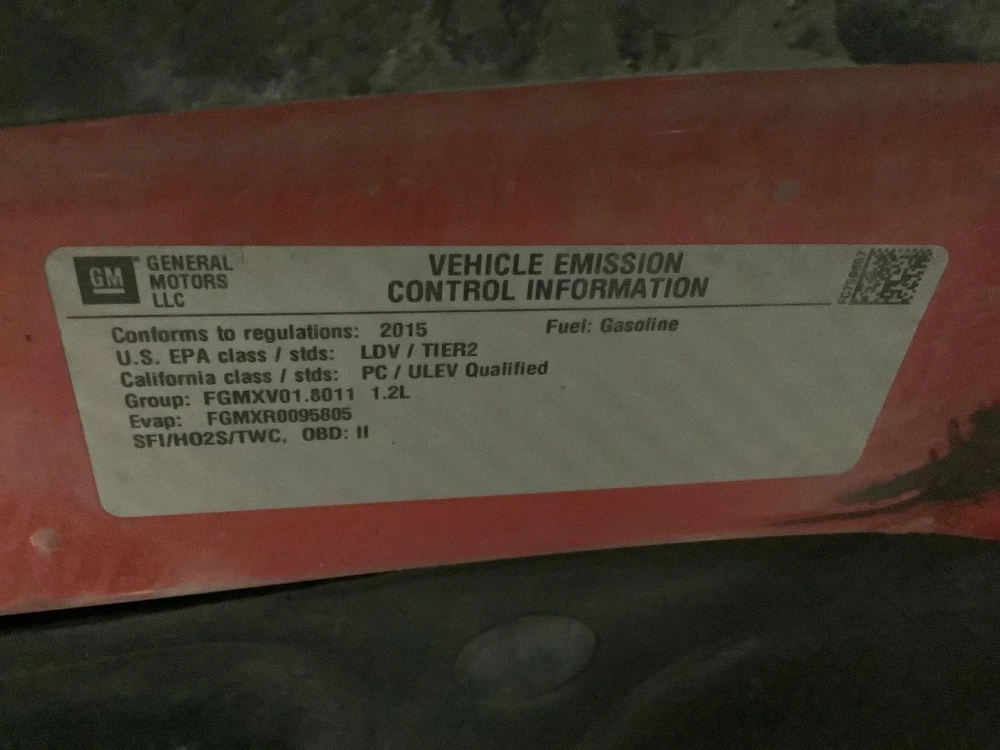 GM
GENERAL
MOTORS
LLC
VEHICLE EMISSION
CONTROL INFORMATION
Conforms to regulations: 2015 Fuel: Gasoline
U.S. EPA class / stds: LDV / TIER2
California class / stds: PC / ULEV Qualified
Group: FGMXV01.8011 1.2L
Evap: FGMXR0095805
SFI/HO2S/TWC, OBD: II